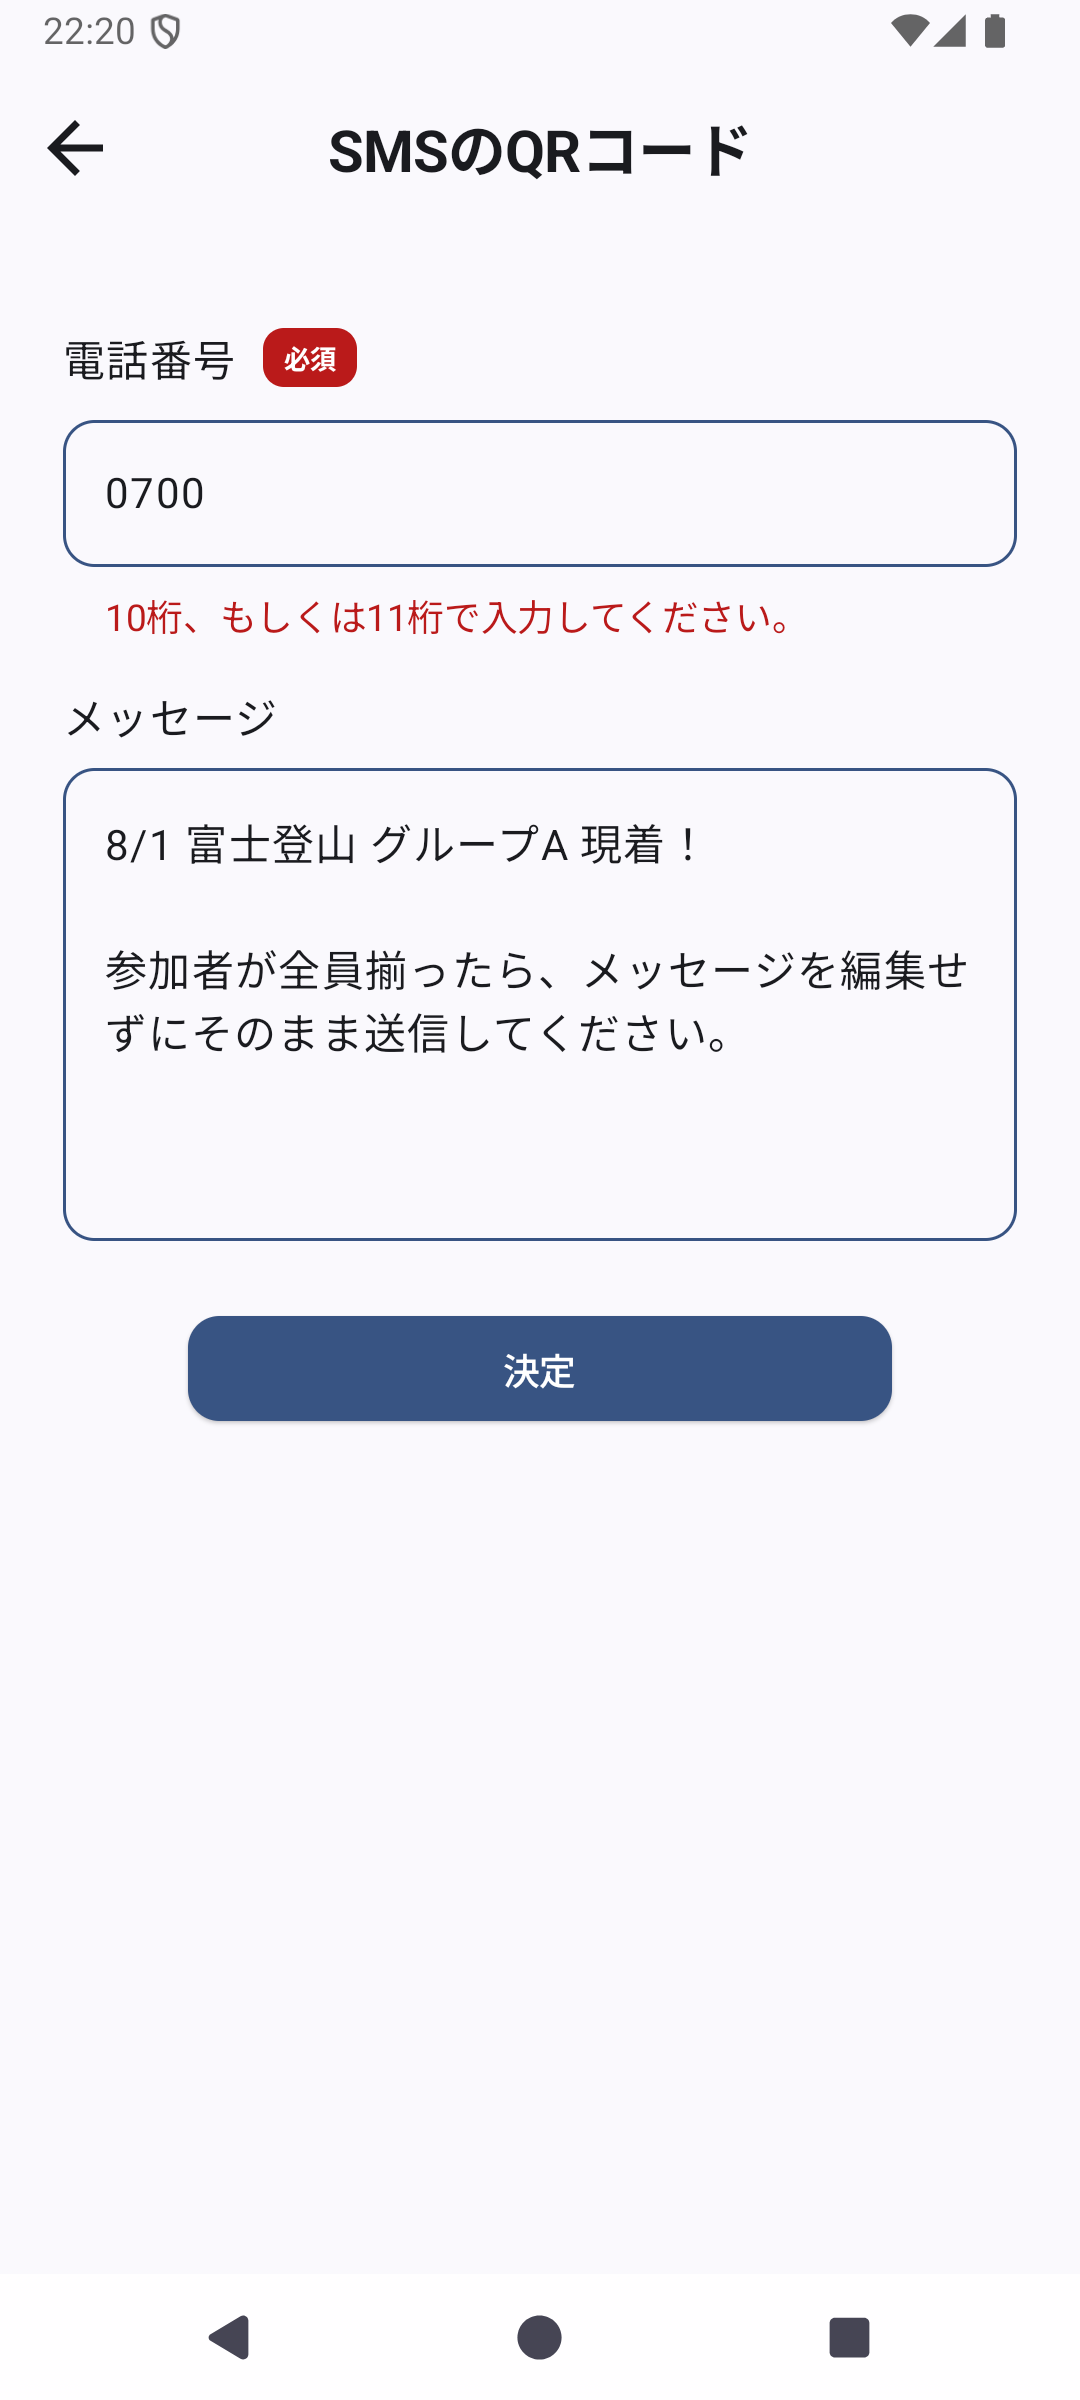 22:20
SMSのQRコード
電話番号 必須
0700
10桁、もしくは11桁で入力してください。
メッセージ
8/1 富士登山 グループA 現着！
参加者が全員揃ったら、メッセージを編集せ
ずにそのまま送信してください。
決定